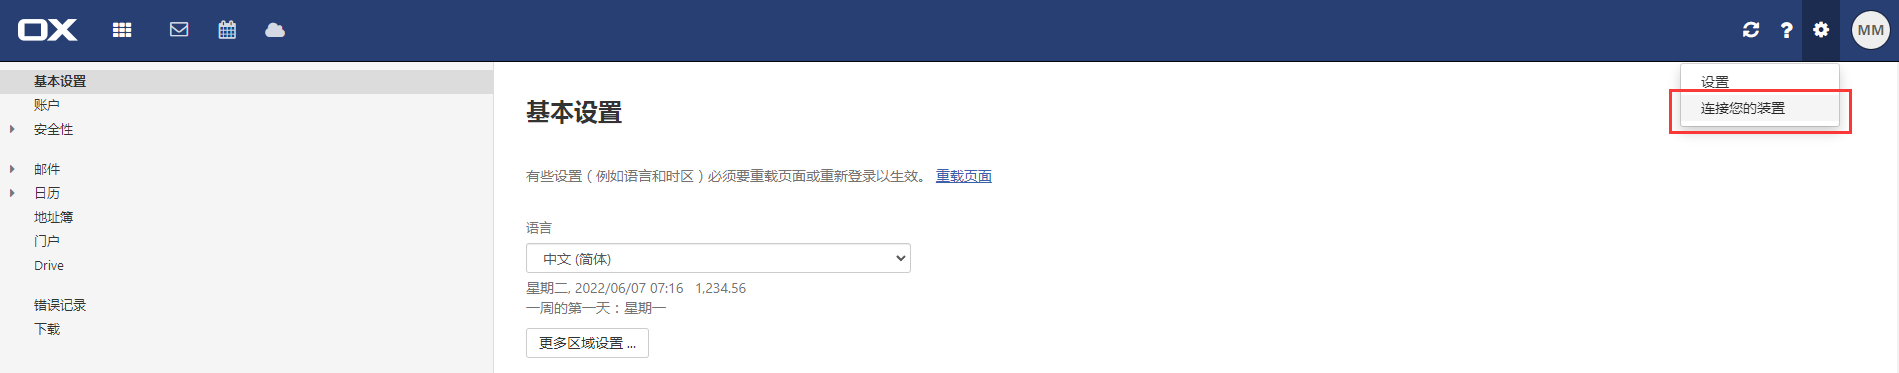 OX
MM
设置
连接您的装置
基本设置
账户
安全性
邮件
日历
地址簿
门户
Drive
错误记录
下载
基本设置
有些设置（例如语言和时区）必须要重载页面或重新登录以生效。 重载页面
语言
中文 (简体)
星期二, 2022/06/07 07:16 1,234.56
一周的第一天：星期一
更多区域设置 ...